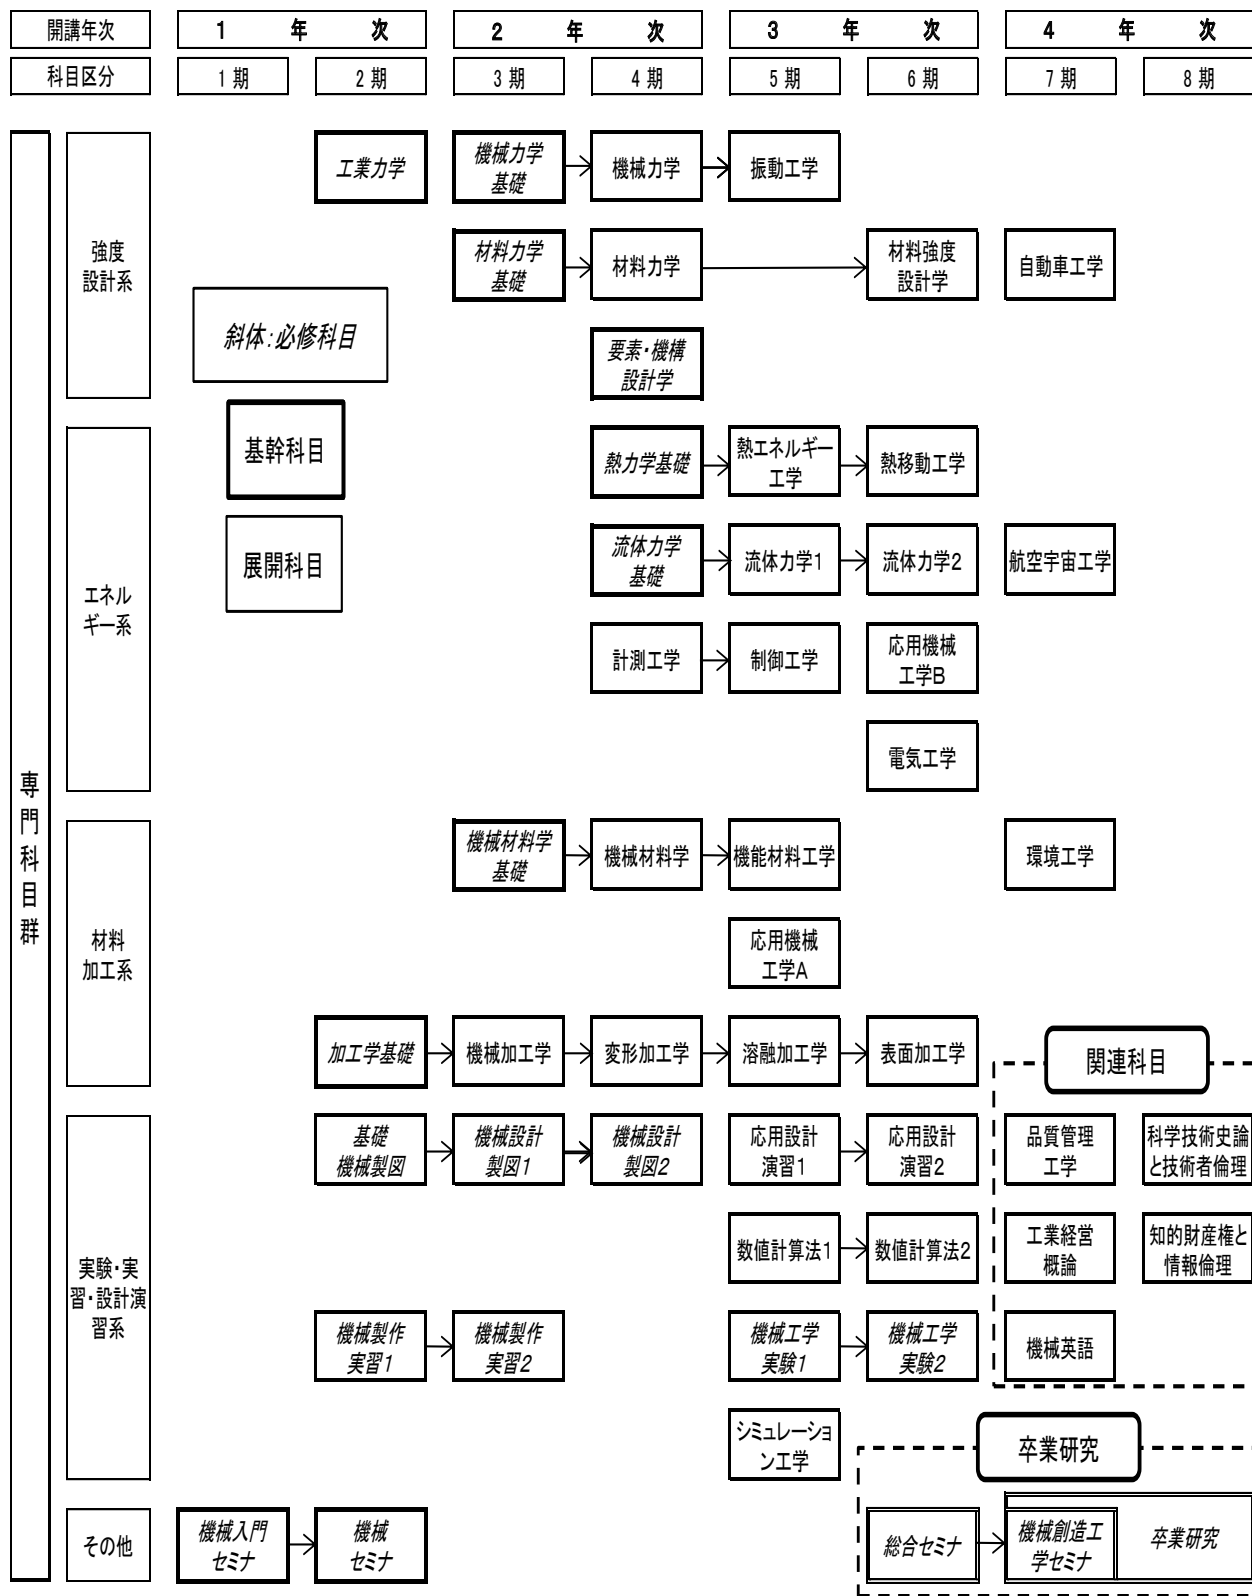 開講年次
1 年 次
2 年 次
3 年 次
4 年 次
科目区分
1 期
2 期
3 期
4 期
5 期
6 期
7 期
8 期
専門科目群
強度
設計系
工業力学
機械力学
基礎
機械力学
振動工学
材料力学
基礎
材料力学
材料強度
設計学
自動車工学
斜体:必修科目
要素・機構
設計学
基幹科目
展開科目
エネル
ギー系
熱力学基礎
熱エネルギー
工学
熱移動工学
流体力学
基礎
流体力学1
流体力学2
航空宇宙工学
計測工学
制御工学
応用機械
工学B
電気工学
材料
加工系
機械材料学
基礎
機械材料学
機能材料工学
環境工学
応用機械
工学A
加工学基礎
機械加工学
変形加工学
溶融加工学
表面加工学
関連科目
実験・実
習・設計演
習系
基礎
機械製図
機械設計
製図1
機械設計
製図2
応用設計
演習1
応用設計
演習2
品質管理
工学
科学技術史論
と技術者倫理
数値計算法1
数値計算法2
工業経営
概論
知的財産権と
情報倫理
機械製作
実習1
機械製作
実習2
機械工学
実験1
機械工学
実験2
機械英語
シミュレーショ
ン工学
卒業研究
その他
機械入門
セミナ
機械
セミナ
総合セミナ
機械創造工
学セミナ
卒業研究